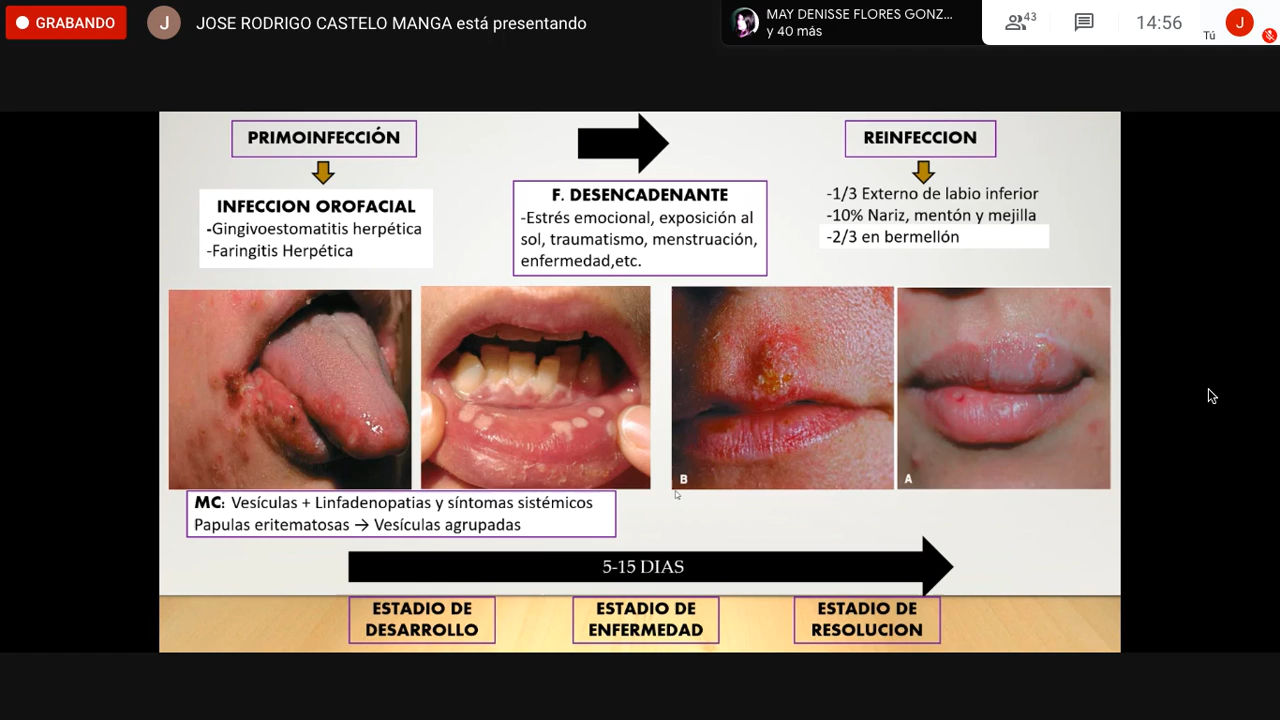 GRABANDO
J
JOSE RODRIGO CASTELO MANGA está presentando
MAY DENISSE FLORES GONZ...
y 40 más
43
14:56
Tú
J
PRIMOINFECCIÓN
REINFECCION
INFECCION OROFACIAL
-Gingivoestomatitis herpética
-Faringitis Herpética
F. DESENCADENANTE
-Estrés emocional, exposición al
sol, traumatismo, menstruación,
enfermedad,etc.
-1/3 Externo de labio inferior
-10% Nariz, mentón y mejilla
-2/3 en bermellón
B
A
MC: Vesículas + Linfadenopatias y síntomas sistémicos
Papulas eritematosas → Vesículas agrupadas
5-15 DIAS
ESTADIO DE
DESARROLLO
ESTADIO DE
ENFERMEDAD
ESTADIO DE
RESOLUCION